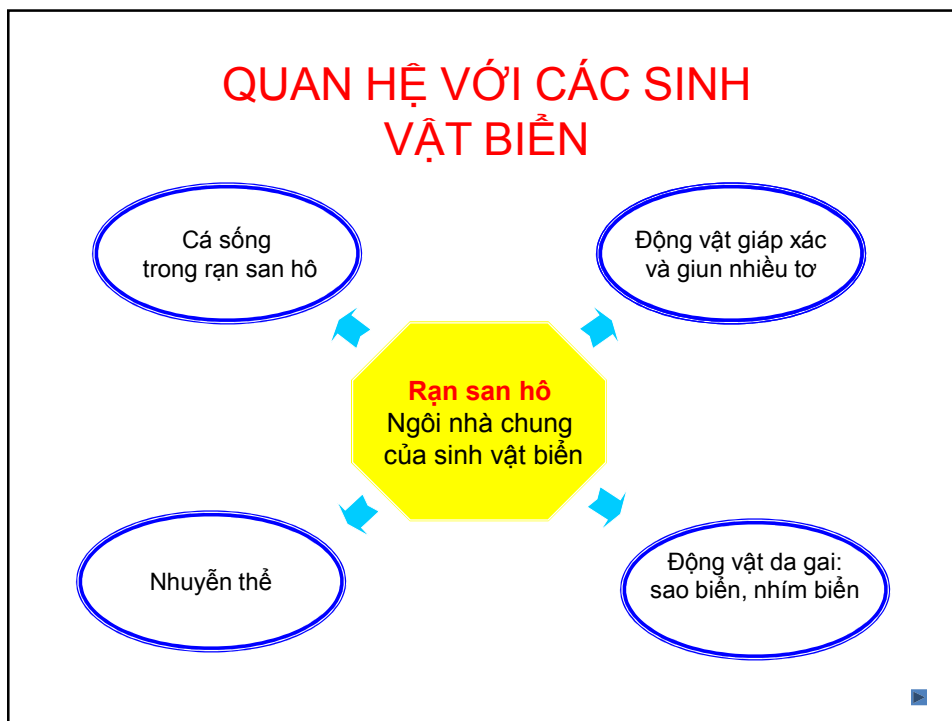 QUAN HỆ VỚI CÁC SINH
VẬT BIỂN
Cá sống
trong rạn san hô
Động vật giáp xác
và giun nhiều tơ
Rạn san hô
Ngôi nhà chung
của sinh vật biển
Nhuyễn thể
Động vật da gai:
sao biển, nhím biển